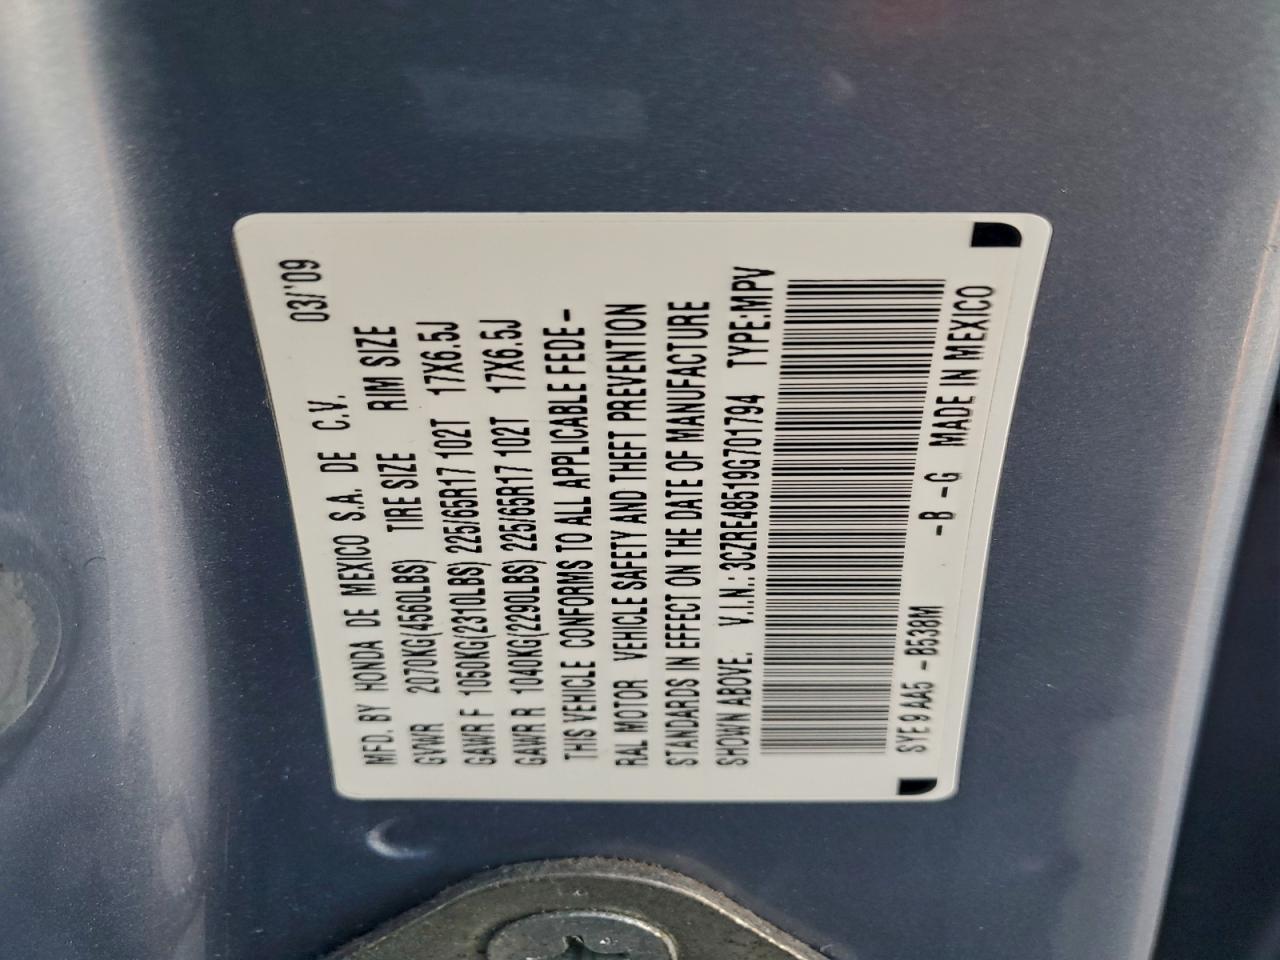 MFD. BY HONDA DE MEXICO S.A. DE C.V. 03/'09
GVWR 2070KG(4560LBS) TIRE SIZE RIM SIZE
GAWR F 1050KG(2310LBS) 225/65R17 102T 17X6.5J
GAWR R 1040KG(2290LBS) 225/65R17 102T 17X6.5J
THIS VEHICLE CONFORMS TO ALL APPLICABLE FEDE-
RAL MOTOR VEHICLE SAFETY AND THEFT PREVENTION
STANDARDS IN EFFECT ON THE DATE OF MANUFACTURE
SHOWN ABOVE. V.I.N.: 3CZRE48519G701794 TYPE:MPV
SYE9 AA5 -B538M -B -G MADE IN MEXICO